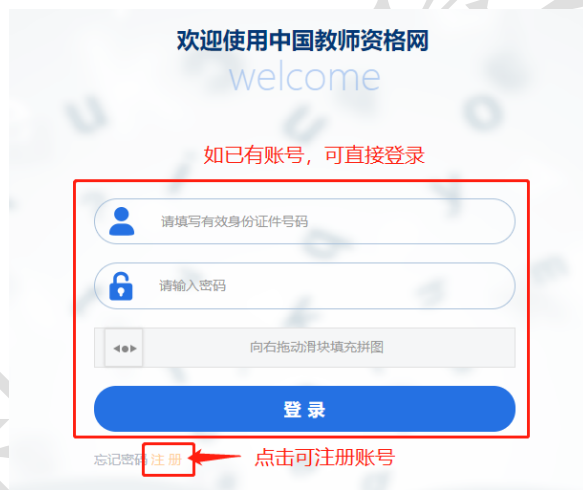 欢迎使用中国教师资格网
welcome
如已有账号，可直接登录
请填写有效身份证件号码
请输入密码
向右拖动滑块填充拼图
登 录
忘记密码 注 册 点击可注册账号